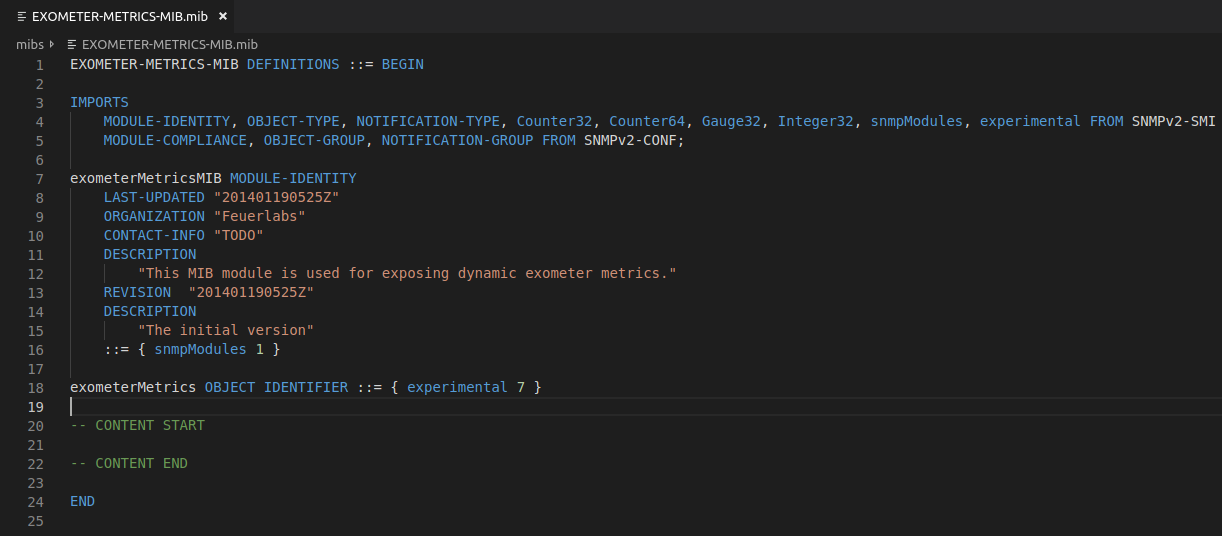 EXOMETER-METRICS-MIB.mib ×
mibs EXOMETER-METRICS-MIB.mib
1 EXOMETER-METRICS-MIB DEFINITIONS ::= BEGIN
2
3 IMPORTS
4 MODULE-IDENTITY, OBJECT-TYPE, NOTIFICATION-TYPE, Counter32, Counter64, Gauge32, Integer32, snmpModules, experimental FROM SNMPv2-SMI
5 MODULE-COMPLIANCE, OBJECT-GROUP, NOTIFICATION-GROUP FROM SNMPv2-CONF;
6
7 exometerMetricsMIB MODULE-IDENTITY
8 LAST-UPDATED "201401190525Z"
9 ORGANIZATION "Feuerlabs"
10 CONTACT-INFO "TODO"
11 DESCRIPTION
12 "This MIB module is used for exposing dynamic exometer metrics."
13 REVISION  "201401190525Z"
14 DESCRIPTION
15 "The initial version"
16 ::= { snmpModules 1 }
17
18 exometerMetrics OBJECT IDENTIFIER ::= { experimental 7 }
19
20 -- CONTENT START
21
22 -- CONTENT END
23
24 END
25